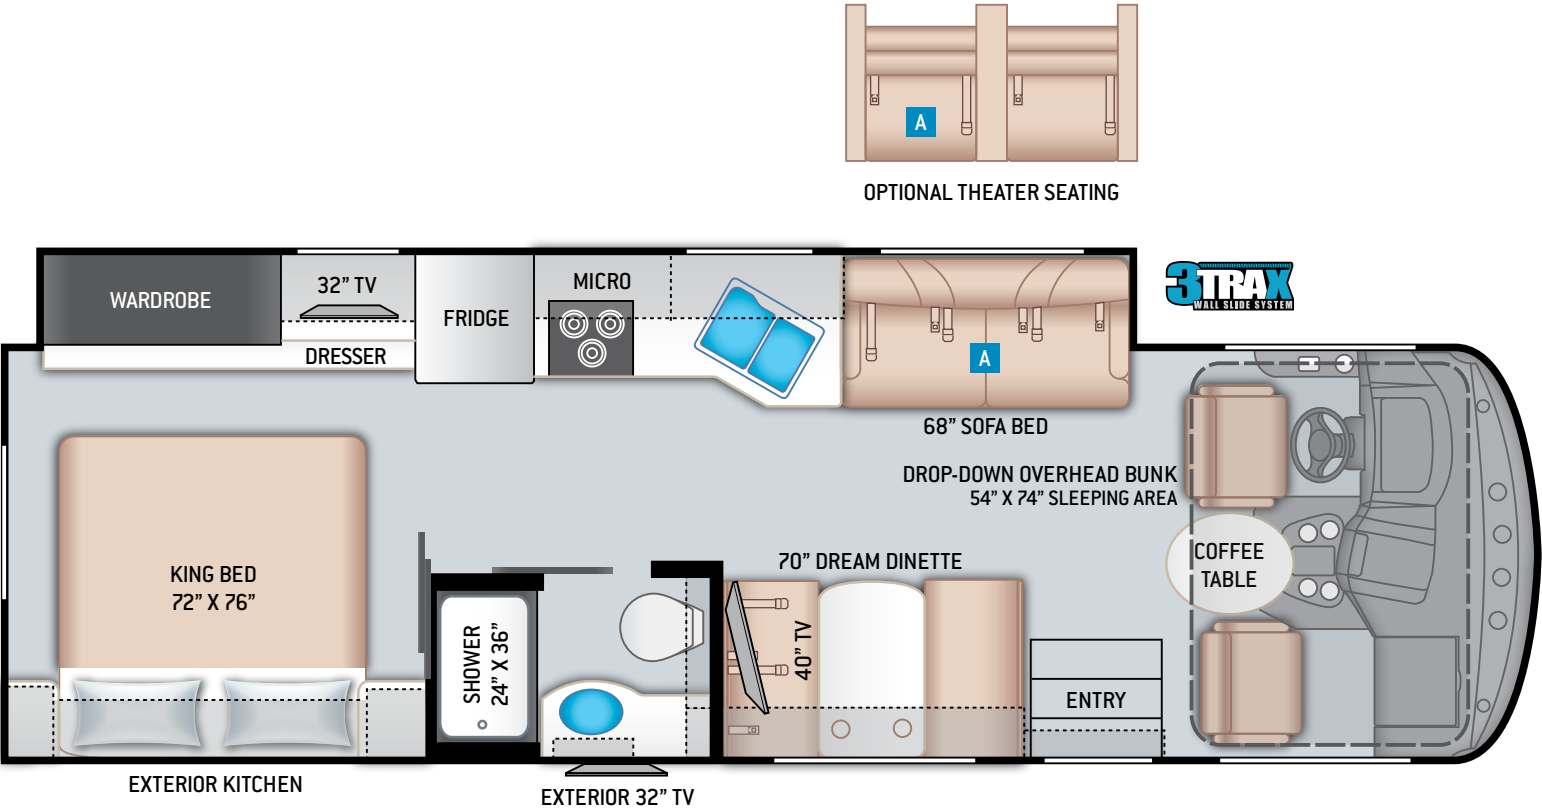 A
OPTIONAL THEATER SEATING
WARDROBE
32” TV
DRESSER
FRIDGE
MICRO
A
68” SOFA BED
3TRAX
WALL SLIDE SYSTEM
DROP-DOWN OVERHEAD BUNK
54” X 74” SLEEPING AREA
COFFEE
TABLE
KING BED
72” X 76”
SHOWER
24” X 36”
70” DREAM DINETTE
40” TV
ENTRY
EXTERIOR KITCHEN
EXTERIOR 32” TV